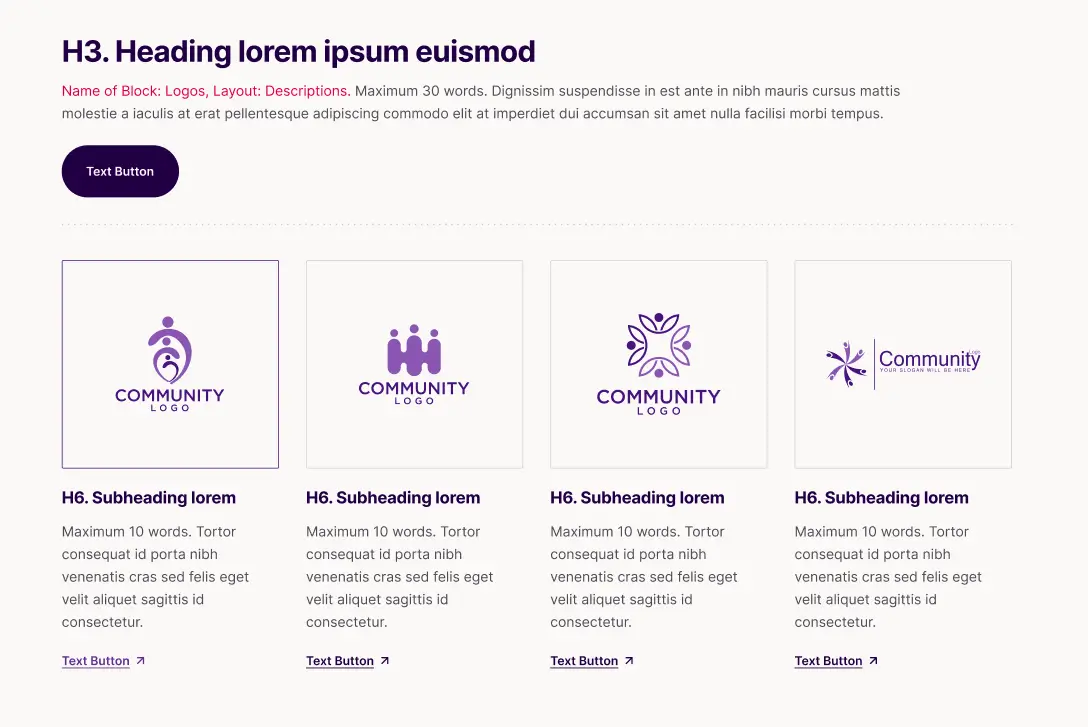 H3. Heading lorem ipsum euismod
Name of Block: Logos, Layout: Descriptions. Maximum 30 words. Dignissim suspendisse in est ante in nibh mauris cursus mattis
molestie a iaculis at erat pellentesque adipiscing commodo elit at imperdiet dui accumsan sit amet nulla facilisi morbi tempus.
Text Button
COMMUNITY
LOGO
COMMUNITY
LOGO
COMMUNITY
LOGO
Logo
Community
YOUR SLOGAN WILL BE HERE
H6. Subheading lorem
Maximum 10 words. Tortor
consequat id porta nibh
venenatis cras sed felis eget
velit aliquet sagittis id
consectetur.
Text Button
H6. Subheading lorem
Maximum 10 words. Tortor
consequat id porta nibh
venenatis cras sed felis eget
velit aliquet sagittis id
consectetur.
Text Button
H6. Subheading lorem
Maximum 10 words. Tortor
consequat id porta nibh
venenatis cras sed felis eget
velit aliquet sagittis id
consectetur.
Text Button
H6. Subheading lorem
Maximum 10 words. Tortor
consequat id porta nibh
venenatis cras sed felis eget
velit aliquet sagittis id
consectetur.
Text Button